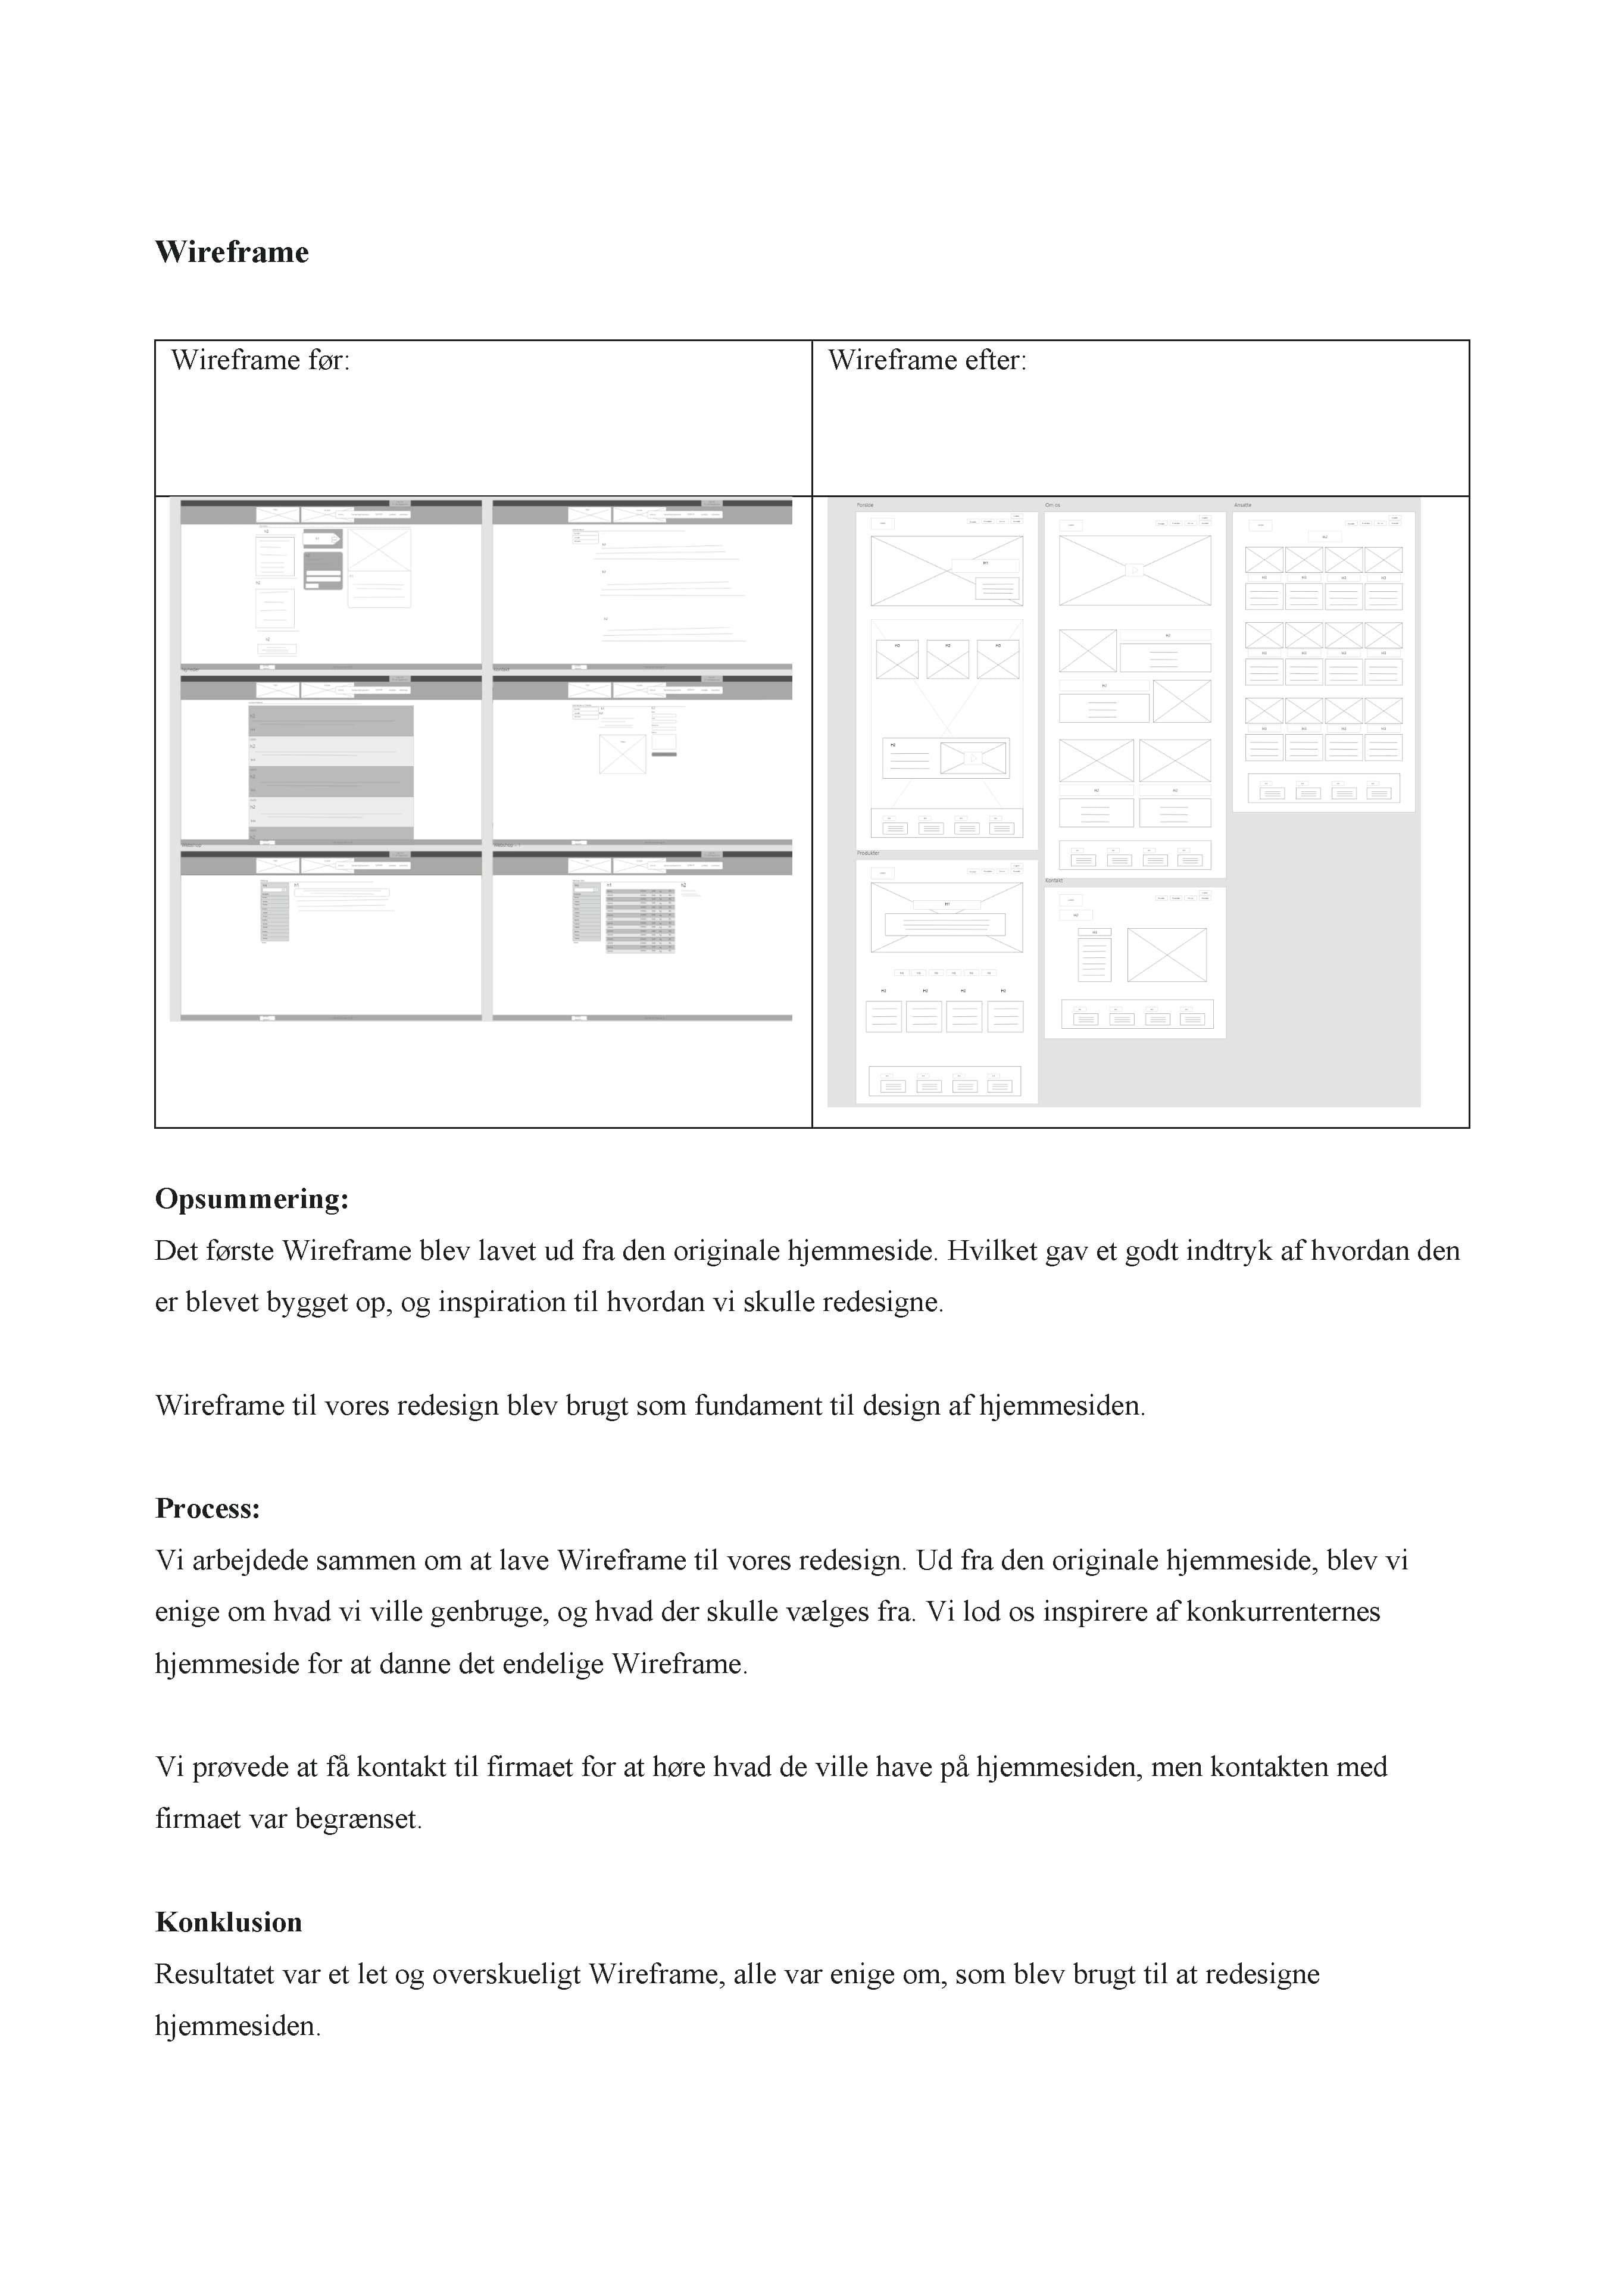 Wireframe
Wireframe før:
Wireframe efter:
Forside
Om os
Ansatte
Produkter
Kontakt
Opsummering:
Det første Wireframe blev lavet ud fra den originale hjemmeside. Hvilket gav et godt indtryk af hvordan den
er blevet bygget op, og inspiration til hvordan vi skulle redesigne.
Wireframe til vores redesign blev brugt som fundament til design af hjemmesiden.
Process:
Vi arbejdede sammen om at lave Wireframe til vores redesign. Ud fra den originale hjemmeside, blev vi
enige om hvad vi ville genbruge, og hvad der skulle vælges fra. Vi lod os inspirere af konkurrenternes
hjemmeside for at danne det endelige Wireframe.
Vi prøvede at få kontakt til firmaet for at høre hvad de ville have på hjemmesiden, men kontakten med
firmaet var begrænset.
Konklusion
Resultatet var et let og overskueligt Wireframe, alle var enige om, som blev brugt til at redesigne
hjemmesiden.